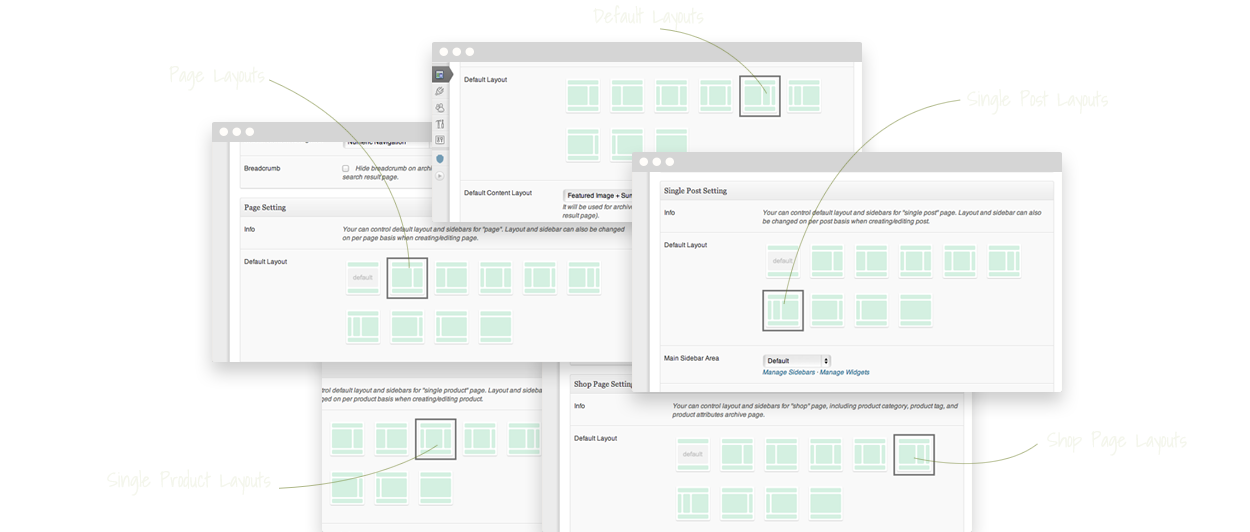 Default Layouts
Page Layouts
Single Post Layouts
Default Layout
Default Content Layout
Featured Image +
It will be used for archive
result page).
Numeric Navigation
Breadcrumb
Hide breadcrumb on
search result page.
Page Setting
Info
Your can control default layout and sidebars for "page". Layout and sidebar can also be changed
on per page basis when creating/editing page.
Default Layout
default
Single Post Setting
Info
Your can control default layout and sidebars for "single post" page. Layout and sidebar can also
be changed on per post basis when creating/editing post.
Default Layout
default
Main Sidebar Area
Default
Manage Sidebars · Manage Widgets
default layout and sidebars for "single product" page. Layout and
on per product basis when creating/editing product.
Single Product Layouts
Shop Page Setting
Info
Your can control default layout and sidebars for "shop" page, including product category, product tag, and
product attributes archive page.
Default Layout
default
Shop Page Layouts